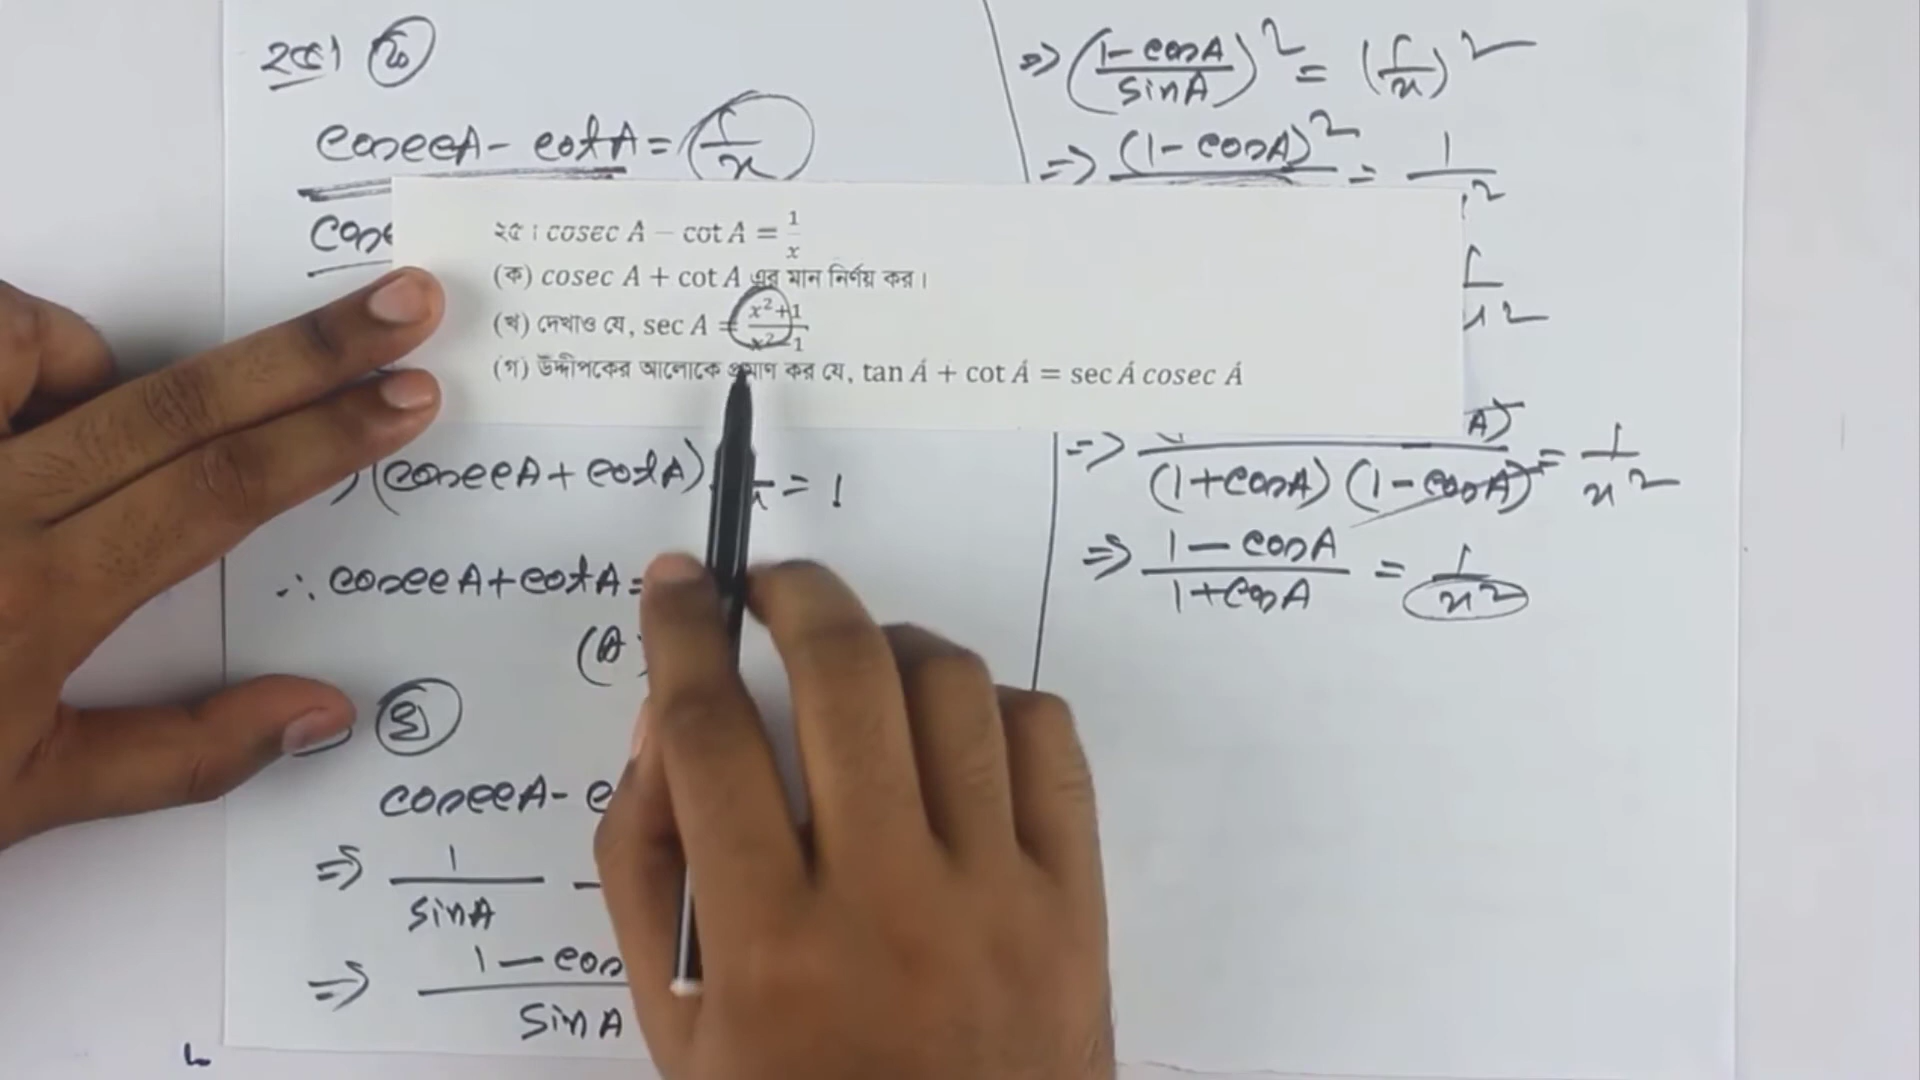 ২৫। ক
cosecA - cotA = 1/x
২৫। cosec A − cot A = 1/x
(ক) cosec A + cot A এর মান নির্ণয় কর।
(খ) দেখাও যে, sec A = x²+1/x²-1
(গ) উদ্দীপকের আলোকে প্রমাণ কর যে, tan Á + cot Á = sec Á cosec Á
(cosecA + cotA) = 1
∴ cosecA + cotA =
খ
cosecA -
⇒ 1/sinA -
⇒ 1 - cos/sinA
⇒ (1 - cosA/sinA)² = (1/x)²
⇒ (1 - cosA)² = 1
⇒ A)/(1+cosA)(1-cosA) = 1/x²
⇒ 1 - cosA/1+cosA = 1/x²